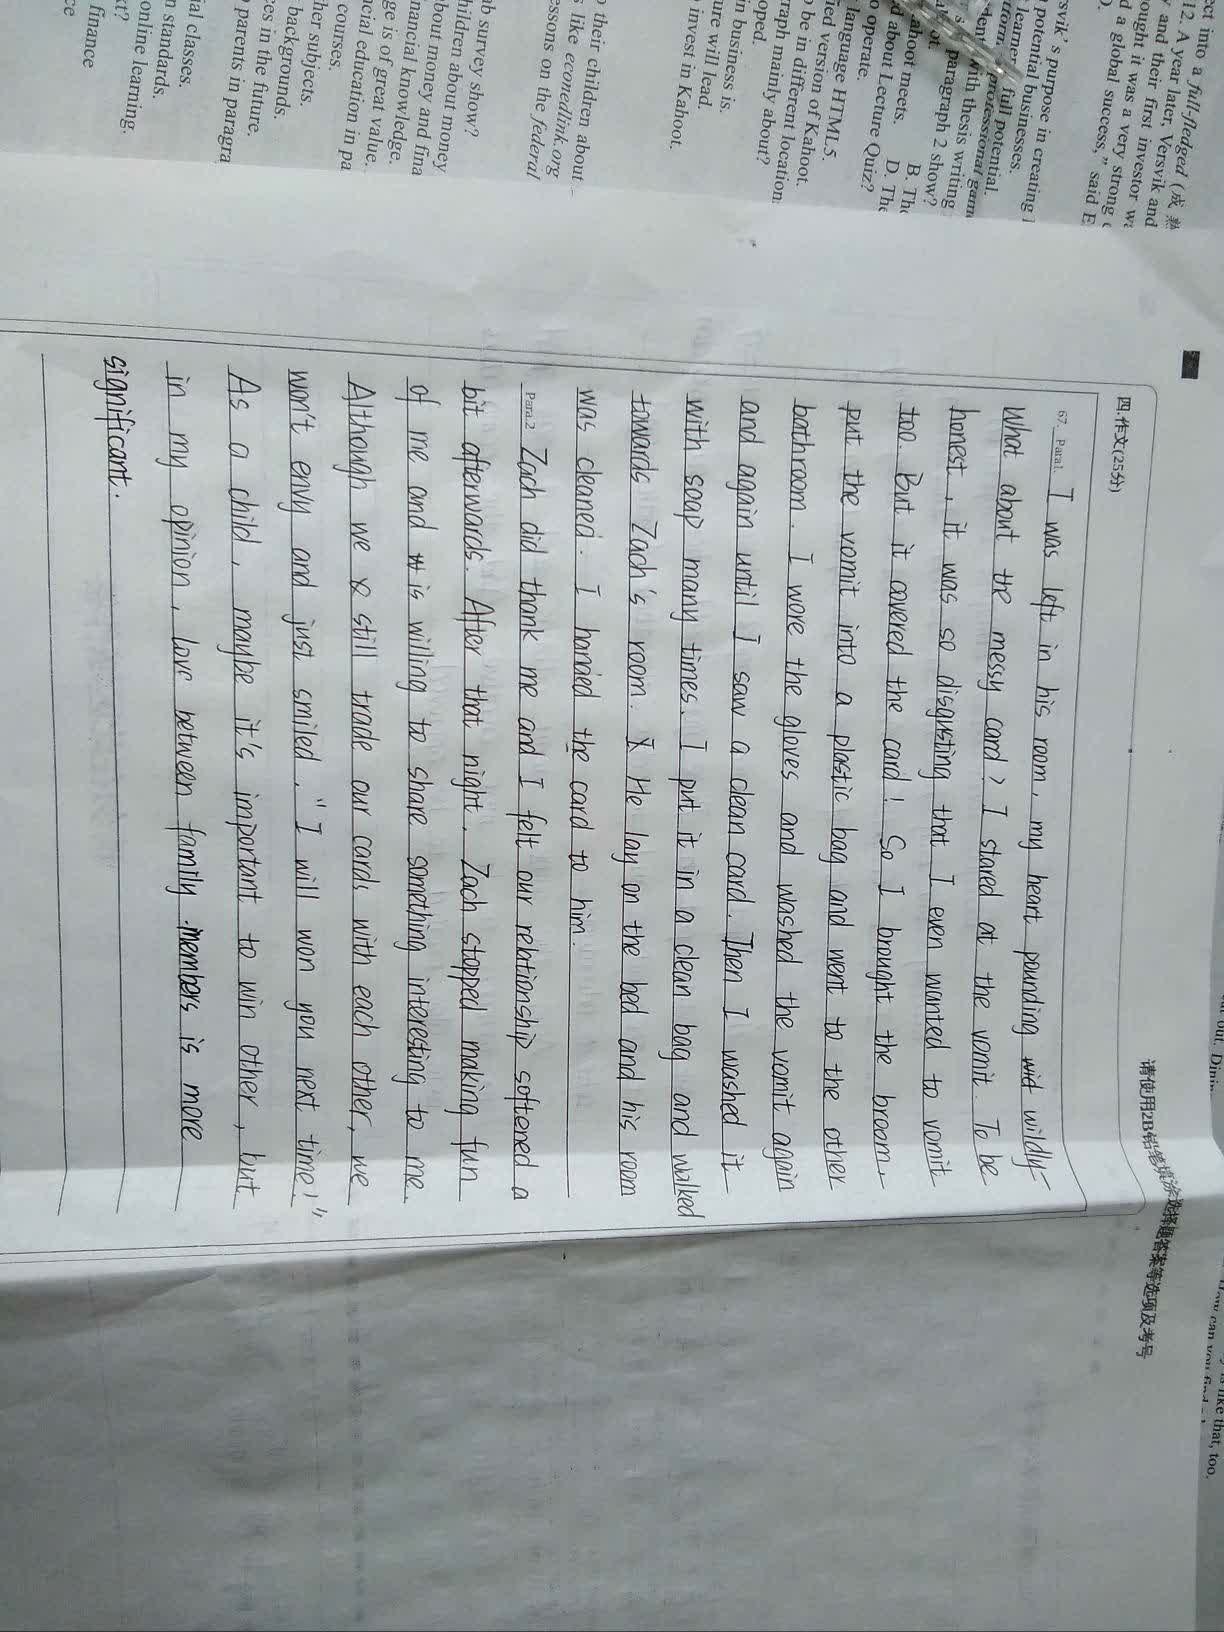 ect into a full-fledged (成熟
12. A year later, Versvik and
y and their first investor wa
ought it was a very strong
d a global success," said E
rsvik's purpose in creating
potential businesses.
learner full potential.
professional gam
with thesis writing
paragraph 2 show?
ahoot meets. B. The
d about Lecture Quiz? D. The
o operate.
language HTML5.
fied version of Kahoot.
o be in different location
graph mainly about?
oped.
in business is.
ure will lead.
invest in Kahoot.
o their children about
s like econedlink.org
essons on the federal
ab survey show?
hildren about money
bout money and fina
nancial knowledge.
ge is of great value.
cial education in pa
courses.
her subjects.
backgrounds.
ces in the future.
parents in paragra
ial classes.
n standards.
online learning.
xt?
finance
ce
四.作文(25分)
67. Para1. I was left in his room, my heart pounding wildly.
What about the messy card? I stared at the vomit. To be
honest, it was so disgusting that I even wanted to vomit
too. But it covered the card! So I brought the broom,
put the vomit into a plastic bag and went to the other
bathroom. I wore the gloves and washed the vomit again
and again until I saw a clean card. Then I washed it
with soap many times. I put it in a clean bag and walked
towards Zach's room. He lay on the bed and his room
was cleaned. I handed the card to him.
Para2 Zach did thank me and I felt our relationship softened a
bit afterwards. After that night, Zach stopped making fun
of me and is willing to share something interesting to me.
Although we still trade our cards with each other, we
won't envy and just smiled, "I will won you next time!"
As a child, maybe it's important to win other, but
in my opinion, love between family members is more
significant.
请使用2B铅笔填涂选择题答案等选项及考号
out, Dini
How can you find
like that, too.